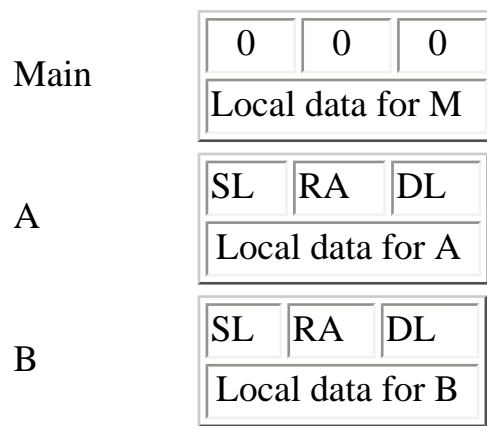 Main
0 0 0
Local data for M
A
SL RA DL
Local data for A
B
SL RA DL
Local data for B